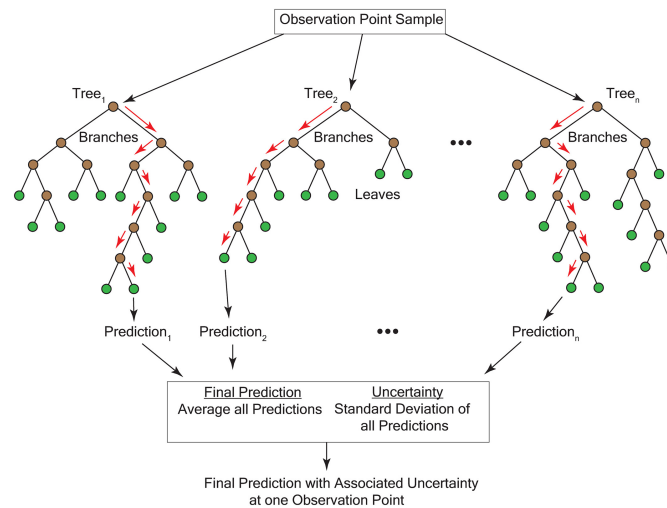 Observation Point Sample
Tree1
Tree2
Treen
Branches
Branches
Branches
•••
Leaves
Prediction1
Prediction2
•••
Predictionn
Final Prediction
Average all Predictions
Uncertainty
Standard Deviation of
all Predictions
Final Prediction with Associated Uncertainty
at one Observation Point